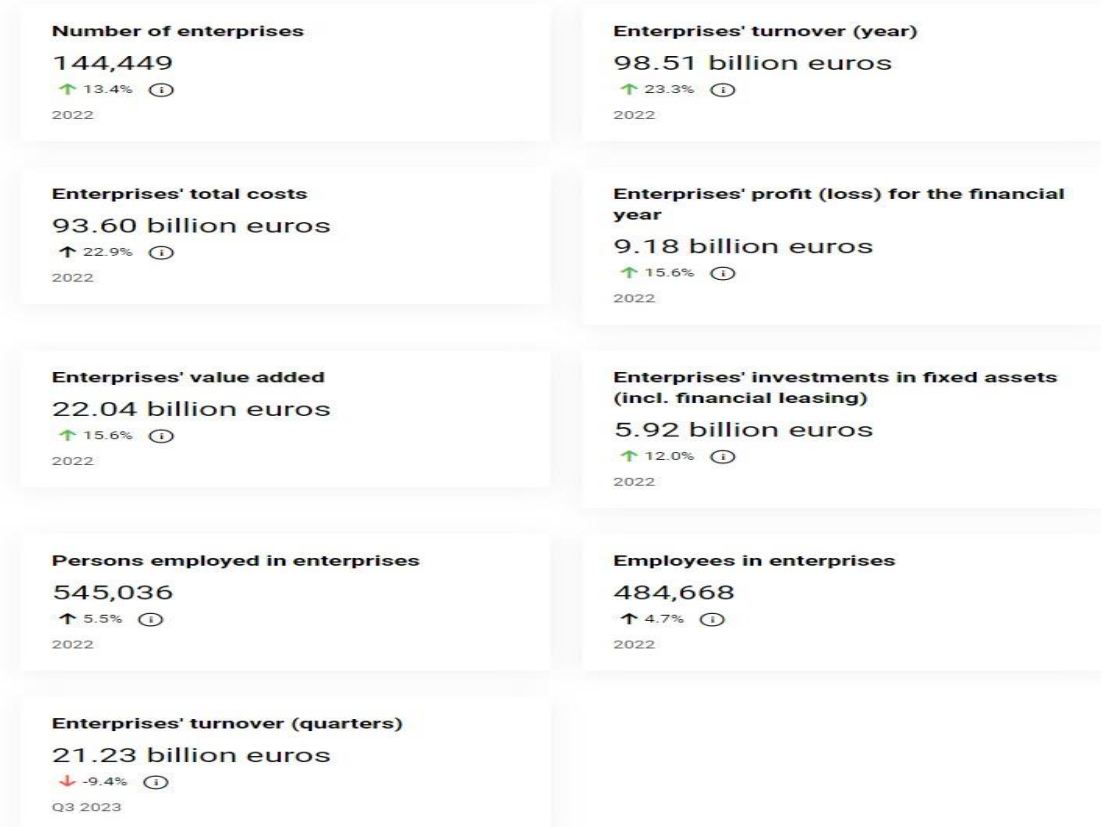 Number of enterprises
144,449
↑ 13.4% ⓘ
2022
Enterprises' turnover (year)
98.51 billion euros
↑ 23.3% ⓘ
2022
Enterprises' total costs
93.60 billion euros
↑ 22.9% ⓘ
2022
Enterprises' profit (loss) for the financial
year
9.18 billion euros
↑ 15.6% ⓘ
2022
Enterprises' value added
22.04 billion euros
↑ 15.6% ⓘ
2022
Enterprises' investments in fixed assets
(incl. financial leasing)
5.92 billion euros
↑ 12.0% ⓘ
2022
Persons employed in enterprises
545,036
↑ 5.5% ⓘ
2022
Employees in enterprises
484,668
↑ 4.7% ⓘ
2022
Enterprises' turnover (quarters)
21.23 billion euros
↓ -9.4% ⓘ
Q3 2023